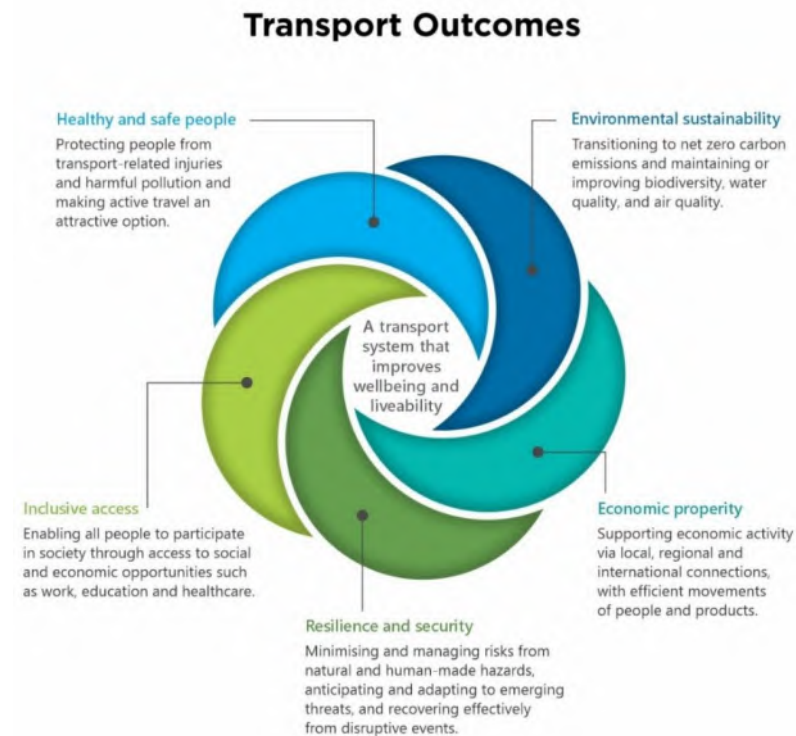 Transport Outcomes
Healthy and safe people
Protecting people from
transport-related injuries
and harmful pollution and
making active travel an
attractive option.
Environmental sustainability
Transitioning to net zero carbon
emissions and maintaining or
improving biodiversity, water
quality, and air quality.
A transport
system that
improves
wellbeing and
liveability
Inclusive access
Enabling all people to participate
in society through access to social
and economic opportunities such
as work, education and healthcare.
Economic properity
Supporting economic activity
via local, regional and
international connections,
with efficient movements
of people and products.
Resilience and security
Minimising and managing risks from
natural and human-made hazards,
anticipating and adapting to emerging
threats, and recovering effectively
from disruptive events.